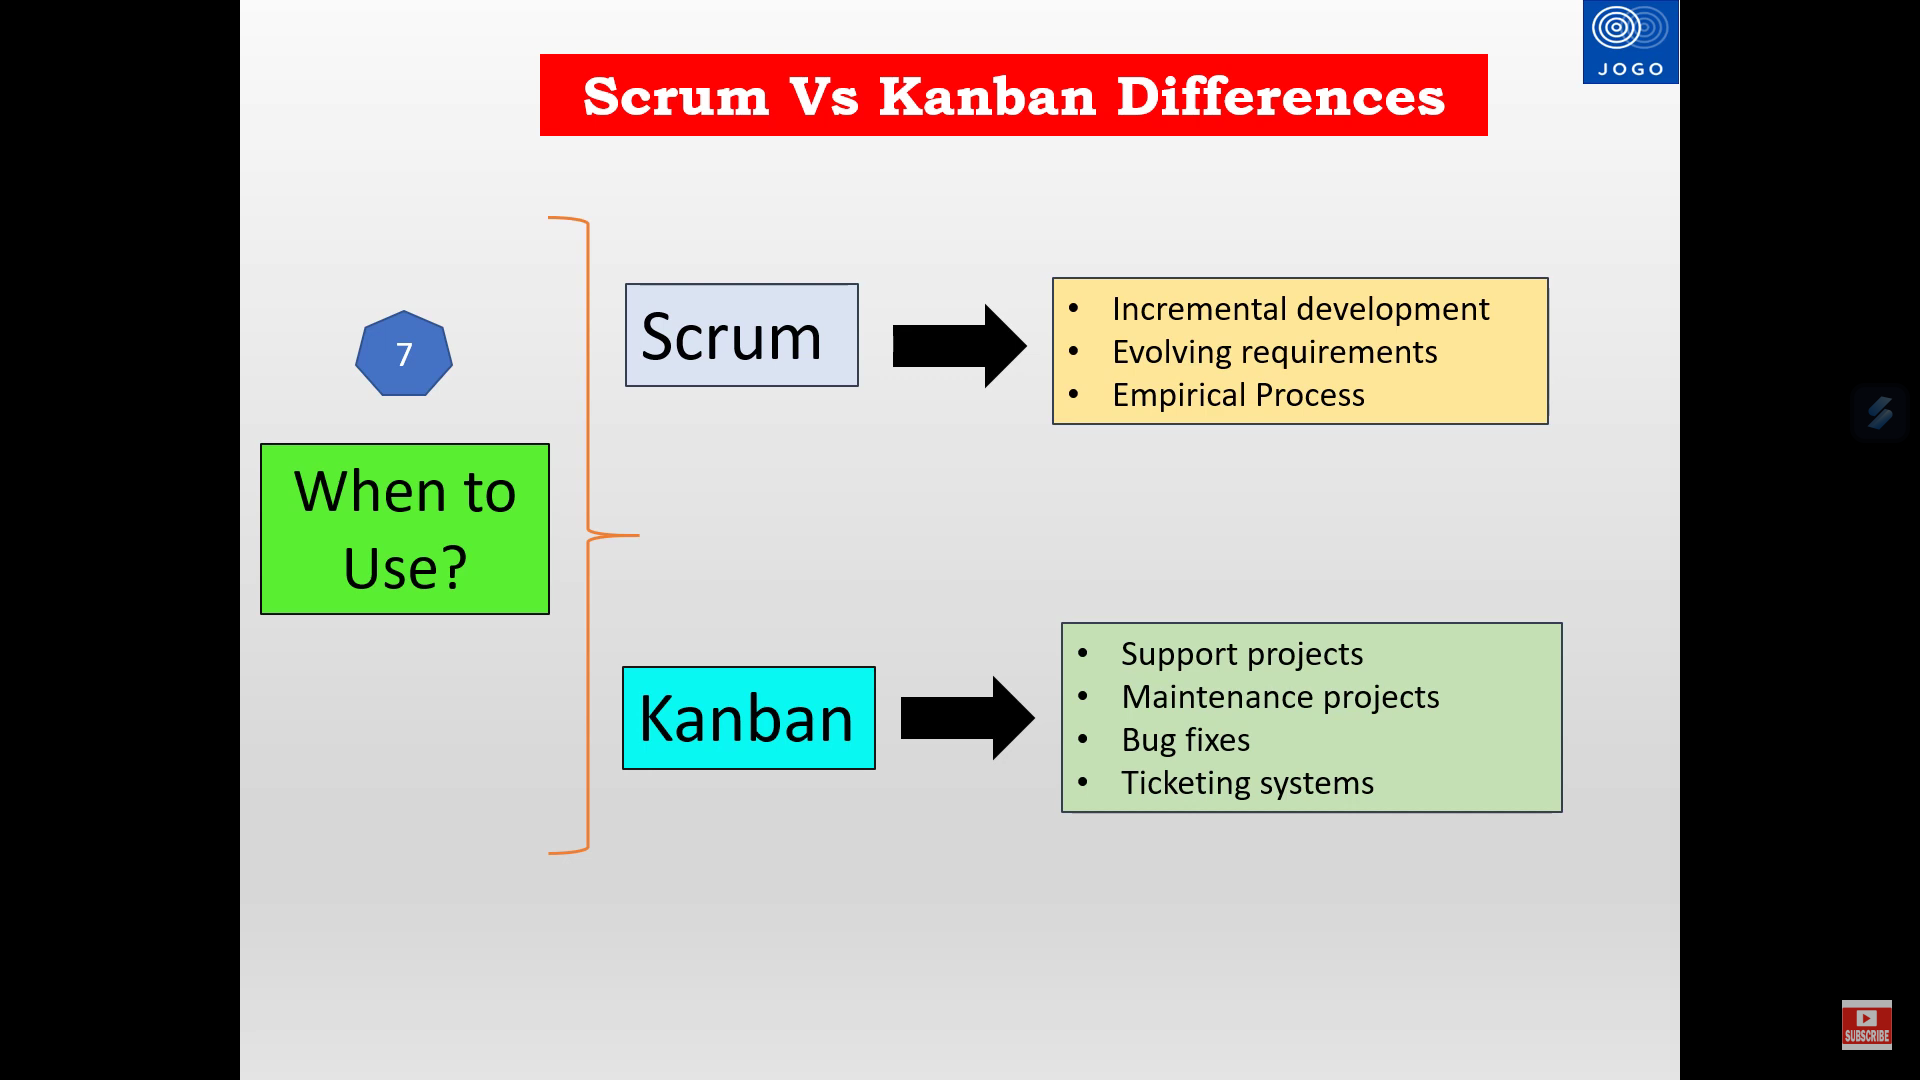 JOGO
Scrum Vs Kanban Differences
7
When to
Use?
Scrum
• Incremental development
• Evolving requirements
• Empirical Process
Kanban
• Support projects
• Maintenance projects
• Bug fixes
• Ticketing systems
SUBSCRIBE